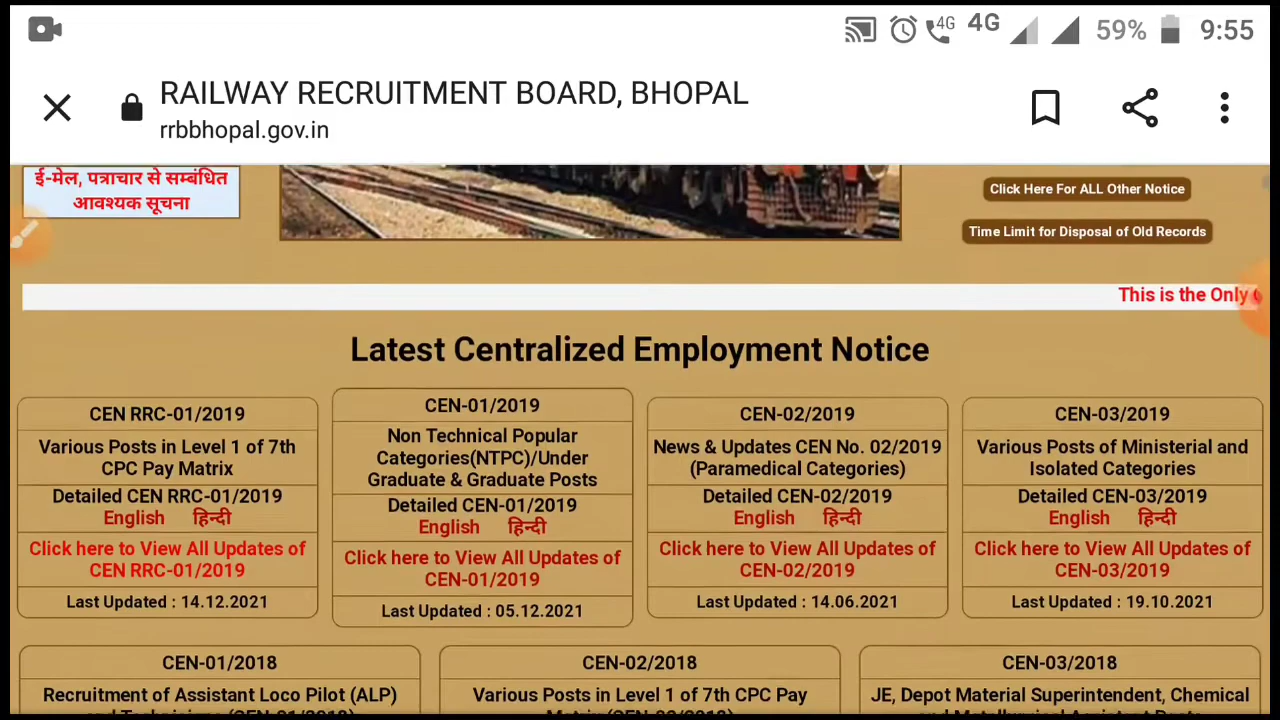 4G 4G 59% 9:55
RAILWAY RECRUITMENT BOARD, BHOPAL
rrbbhopal.gov.in
ई-मेल, पत्राचार से सम्बंधित
आवश्यक सूचना
Click Here For ALL Other Notice
Time Limit for Disposal of Old Records
This is the Only
Latest Centralized Employment Notice
CEN RRC-01/2019
Various Posts in Level 1 of 7th
CPC Pay Matrix
Detailed CEN RRC-01/2019
English हिन्दी
Click here to View All Updates of
CEN RRC-01/2019
Last Updated : 14.12.2021
CEN-01/2019
Non Technical Popular
Categories(NTPC)/Under
Graduate & Graduate Posts
Detailed CEN-01/2019
English हिन्दी
Click here to View All Updates of
CEN-01/2019
Last Updated : 05.12.2021
CEN-02/2019
News & Updates CEN No. 02/2019
(Paramedical Categories)
Detailed CEN-02/2019
English हिन्दी
Click here to View All Updates of
CEN-02/2019
Last Updated : 14.06.2021
CEN-03/2019
Various Posts of Ministerial and
Isolated Categories
Detailed CEN-03/2019
English हिन्दी
Click here to View All Updates of
CEN-03/2019
Last Updated : 19.10.2021
CEN-01/2018
Recruitment of Assistant Loco Pilot (ALP)
CEN-02/2018
Various Posts in Level 1 of 7th CPC Pay
CEN-03/2018
JE, Depot Material Superintendent, Chemical